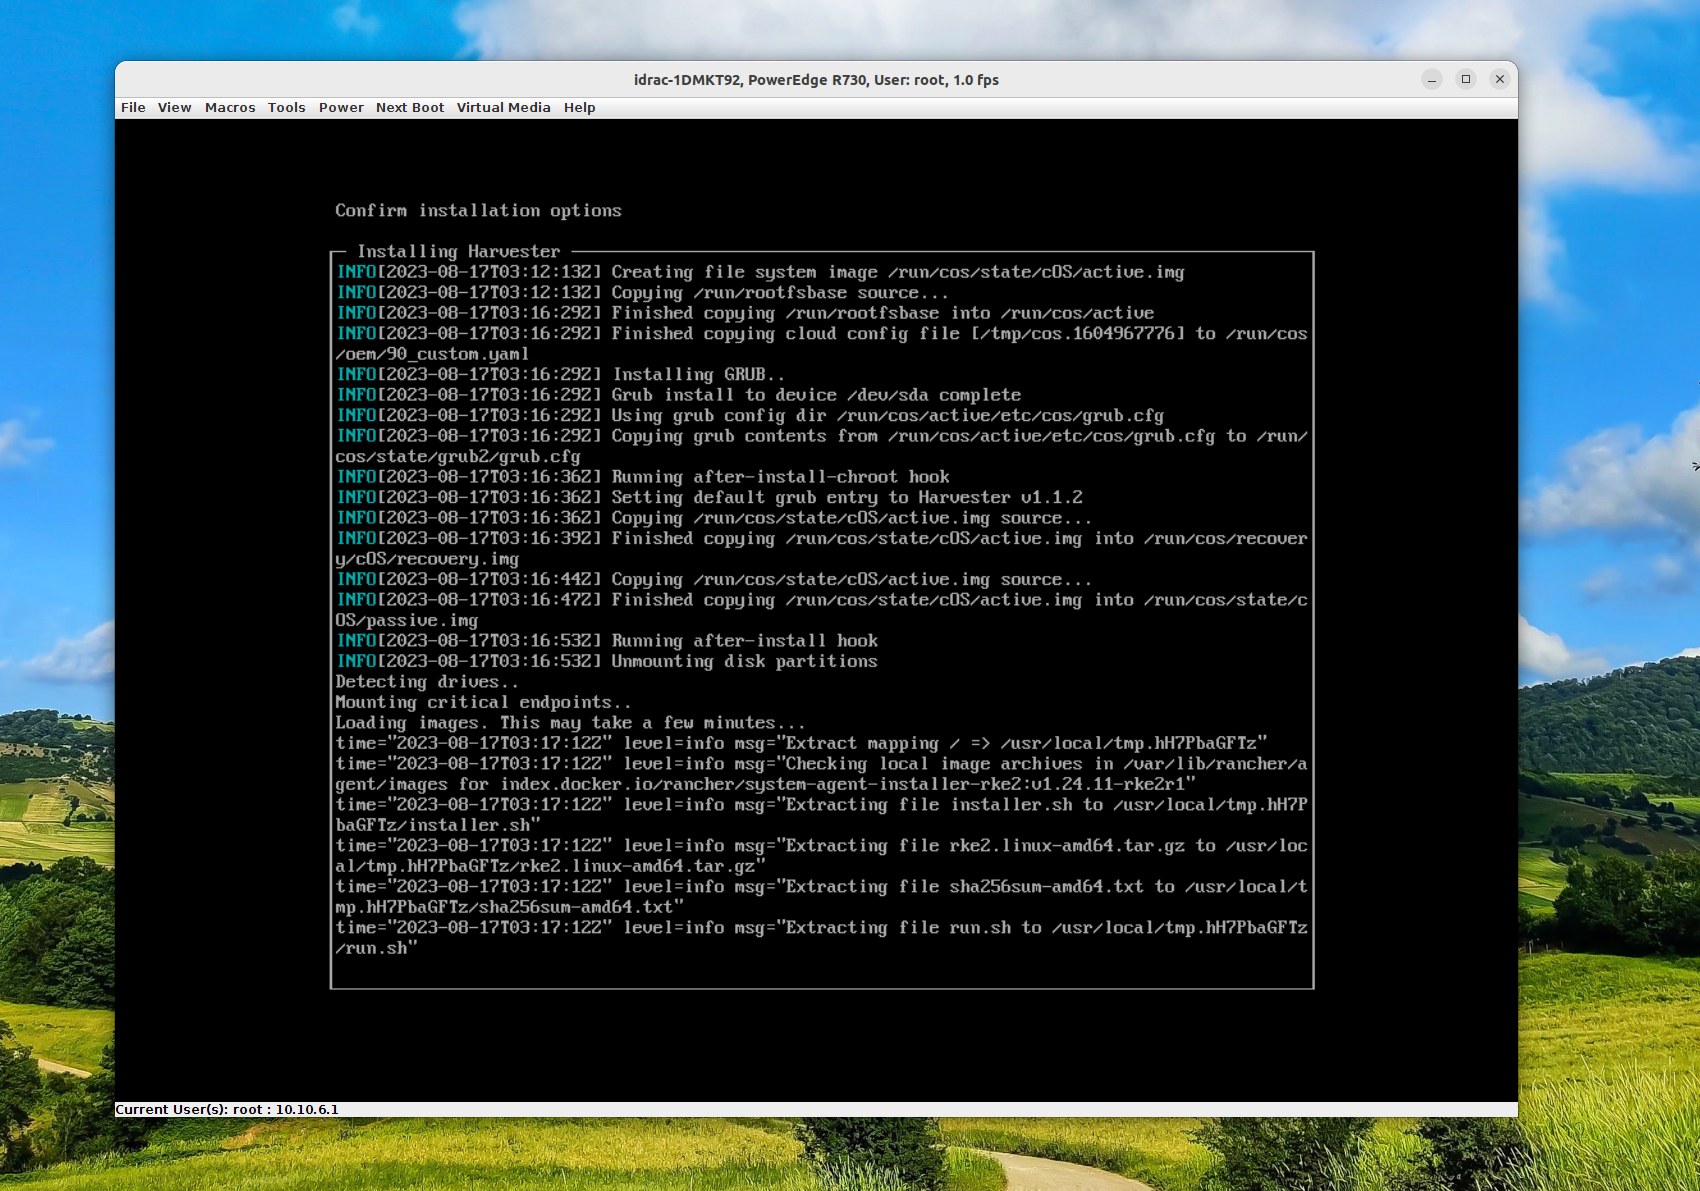 idrac-1DMKT92, PowerEdge R730, User: root, 1.0 fps
File View Macros Tools Power Next Boot Virtual Media Help
Confirm installation options
Installing Harvester
INFO[2023-08-17T03:12:13Z] Creating file system image /run/cos/state/cOS/active.img
INFO[2023-08-17T03:12:13Z] Copying /run/rootfsbase source...
INFO[2023-08-17T03:16:29Z] Finished copying /run/rootfsbase into /run/cos/active
INFO[2023-08-17T03:16:29Z] Finished copying cloud config file [/tmp/cos.1604967776] to /run/cos
/oem/90_custom.yaml
INFO[2023-08-17T03:16:29Z] Installing GRUB..
INFO[2023-08-17T03:16:29Z] Grub install to device /dev/sda complete
INFO[2023-08-17T03:16:29Z] Using grub config dir /run/cos/active/etc/cos/grub.cfg
INFO[2023-08-17T03:16:29Z] Copying grub contents from /run/cos/active/etc/cos/grub.cfg to /run/
cos/state/grub2/grub.cfg
INFO[2023-08-17T03:16:36Z] Running after-install-chroot hook
INFO[2023-08-17T03:16:36Z] Setting default grub entry to Harvester v1.1.2
INFO[2023-08-17T03:16:36Z] Copying /run/cos/state/cOS/active.img source...
INFO[2023-08-17T03:16:39Z] Finished copying /run/cos/state/cOS/active.img into /run/cos/recover
y/cOS/recovery.img
INFO[2023-08-17T03:16:44Z] Copying /run/cos/state/cOS/active.img source...
INFO[2023-08-17T03:16:47Z] Finished copying /run/cos/state/cOS/active.img into /run/cos/state/c
OS/passive.img
INFO[2023-08-17T03:16:53Z] Running after-install hook
INFO[2023-08-17T03:16:53Z] Unmounting disk partitions
Detecting drives..
Mounting critical endpoints..
Loading images. This may take a few minutes...
time="2023-08-17T03:17:12Z" level=info msg="Extract mapping / => /usr/local/tmp.hH7PbaGFTz"
time="2023-08-17T03:17:12Z" level=info msg="Checking local image archives in /var/lib/rancher/a
gent/images for index.docker.io/rancher/system-agent-installer-rke2:v1.24.11-rke2r1"
time="2023-08-17T03:17:12Z" level=info msg="Extracting file installer.sh to /usr/local/tmp.hH7P
baGFTz/installer.sh"
time="2023-08-17T03:17:12Z" level=info msg="Extracting file rke2.linux-amd64.tar.gz to /usr/loc
al/tmp.hH7PbaGFTz/rke2.linux-amd64.tar.gz"
time="2023-08-17T03:17:12Z" level=info msg="Extracting file sha256sum-amd64.txt to /usr/local/t
mp.hH7PbaGFTz/sha256sum-amd64.txt"
time="2023-08-17T03:17:12Z" level=info msg="Extracting file run.sh to /usr/local/tmp.hH7PbaGFTz
/run.sh"
Current User(s): root : 10.10.6.1